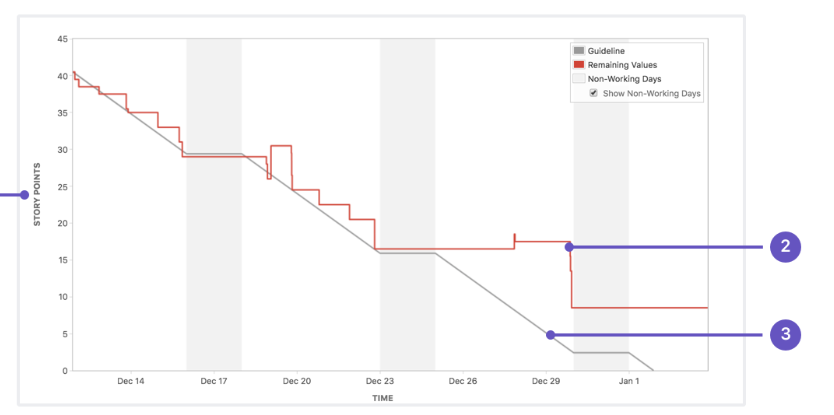 45
40
35
30
25
20
15
10
5
0
STORY POINTS
Guideline
Remaining Values
Non-Working Days
Show Non-Working Days
2
3
Dec 14
Dec 17
Dec 20
Dec 23
Dec 26
Dec 29
Jan 1
TIME